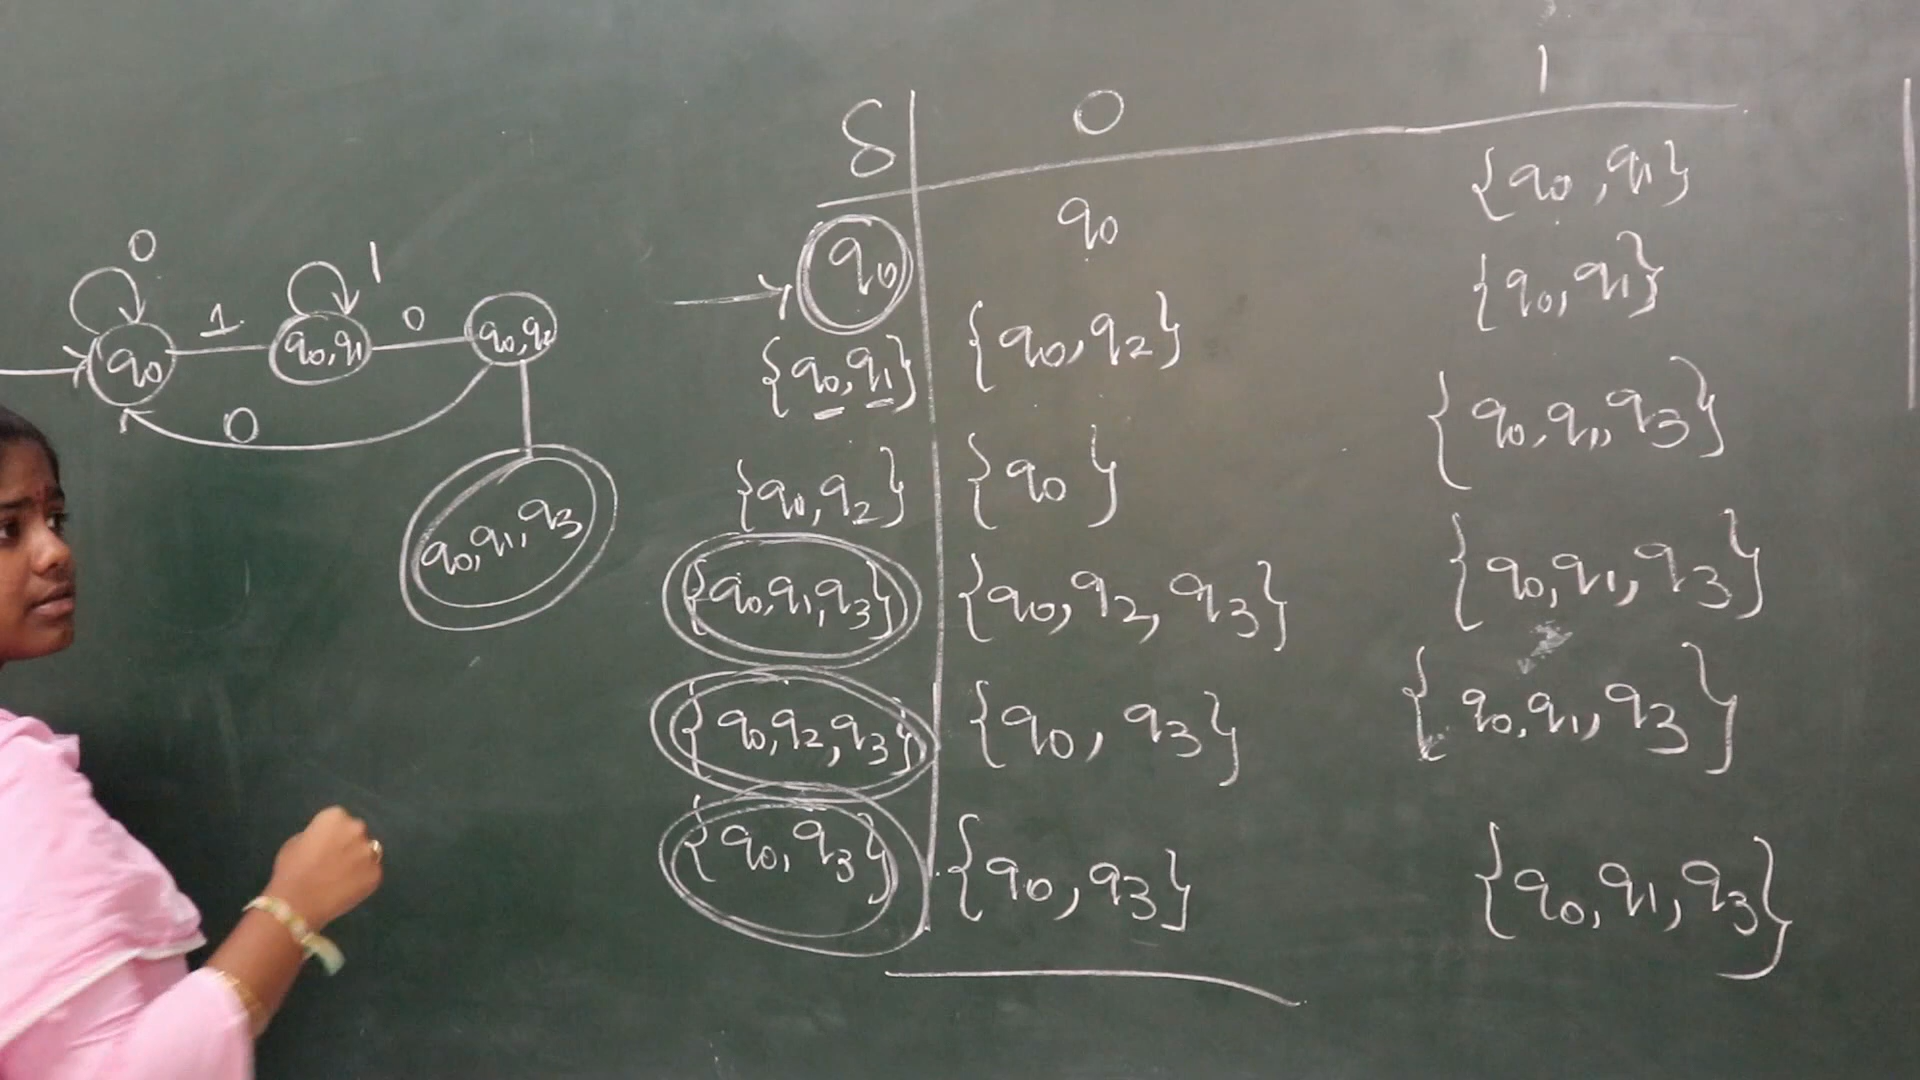 δ 0 1
q0 q0 {q0, q1}
{q0, q1} {q0, q2} {q0, q1}
{q0, q2} {q0} {q0, q1, q3}
{q0, q1, q3} {q0, q2, q3} {q0, q1, q3}
{q0, q2, q3} {q0, q3} {q0, q1, q3}
{q0, q3} {q0, q3} {q0, q1, q3}
0 1
1 0
q0 q0, q1 q0, q2
0
q0, q1, q3